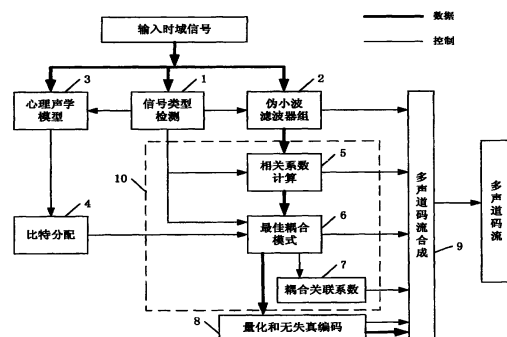 输入时域信号
数据
控制
3
心理声学
模型
1
信号类型
检测
2
伪小波
滤波器组
10
5
相关系数
计算
4
比特分配
6
最佳耦合
模式
7
耦合关联系数
8
量化和无失真编码
多声道码流合成
9
多声道码流